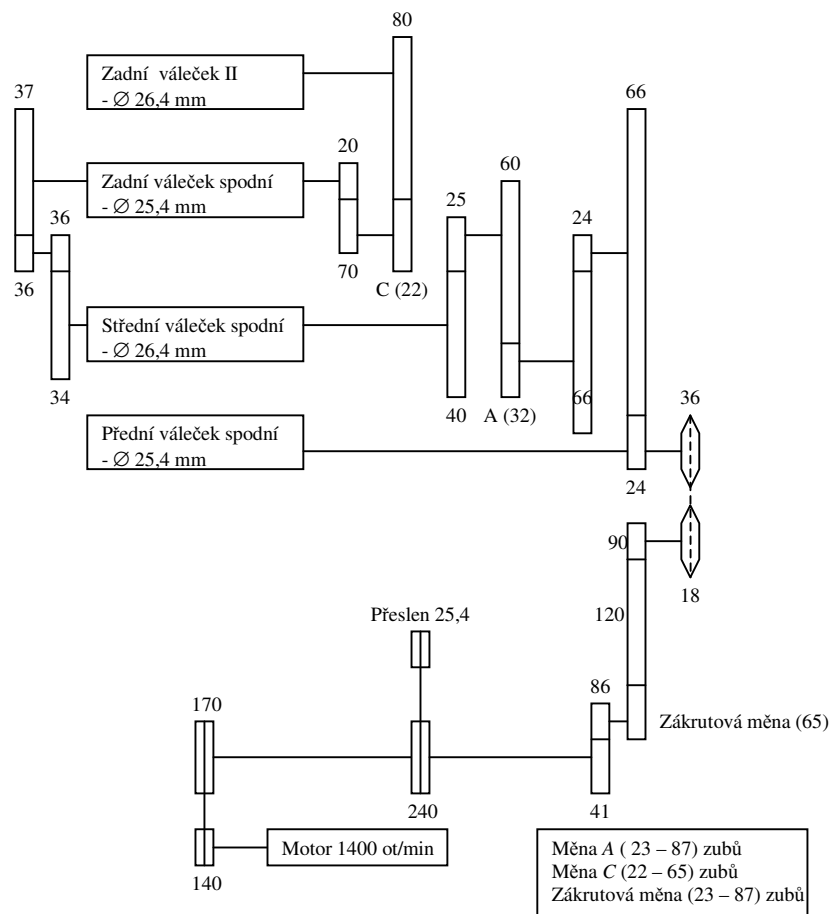 80
Zadní váleček II
- ∅ 26,4 mm
37
66
20
60
Zadní váleček spodní
- ∅ 25,4 mm
25
24
36
36
70
C (22)
Střední váleček spodní
- ∅ 26,4 mm
34
40
A (32)
66
36
Přední váleček spodní
- ∅ 25,4 mm
24
90
18
120
Přeslen 25,4
86
170
Zákrutová měna (65)
240
41
Motor 1400 ot/min
140
Měna A ( 23 – 87) zubů
Měna C (22 – 65) zubů
Zákrutová měna (23 – 87) zubů